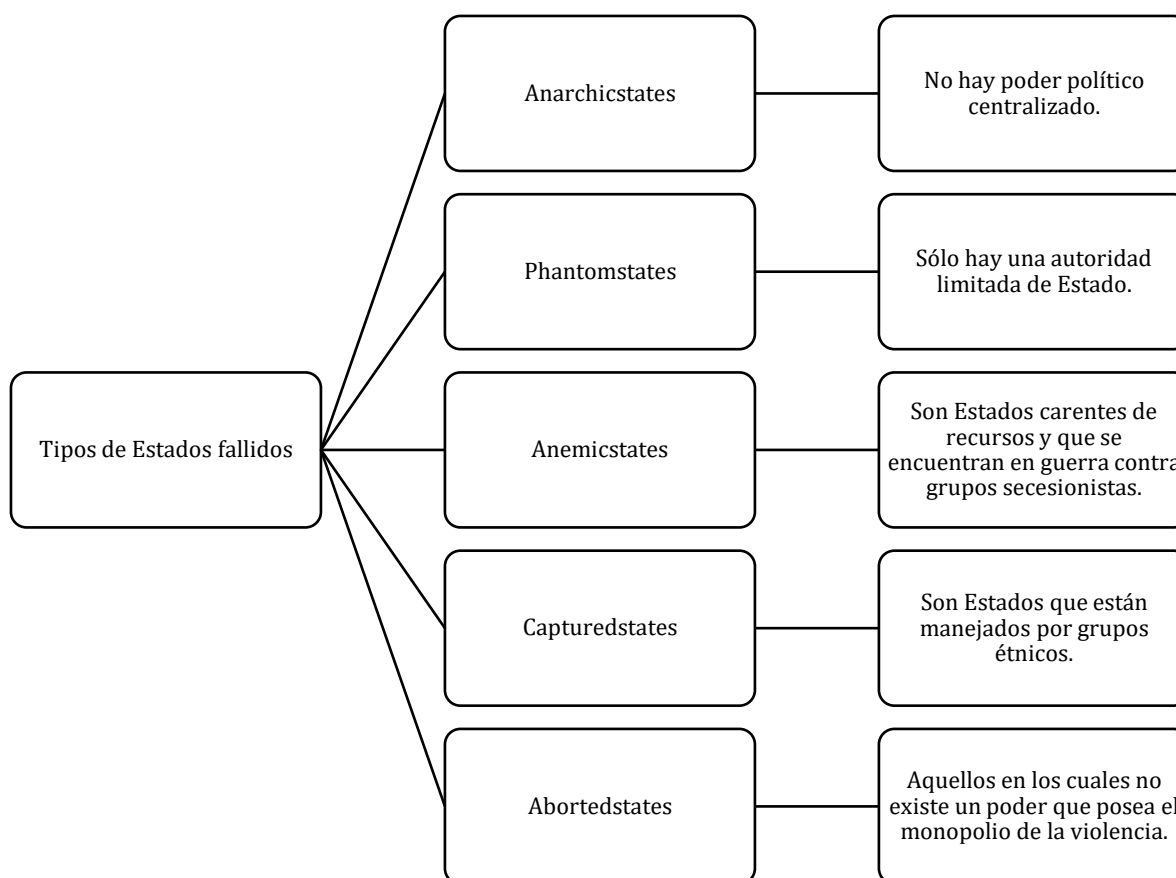 Anarchicstates
No hay poder político
centralizado.
Phantomstates
Sólo hay una autoridad
limitada de Estado.
Tipos de Estados fallidos
Anemicstates
Son Estados carentes de
recursos y que se
encuentran en guerra contra
grupos secesionistas.
Capturedstates
Son Estados que están
manejados por grupos
étnicos.
Abortedstates
Aquellos en los cuales no
existe un poder que posea el
monopolio de la violencia.